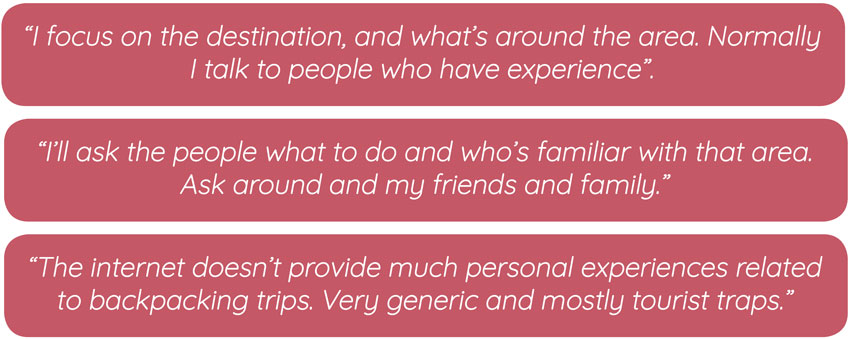 “I focus on the destination, and what’s around the area. Normally
I talk to people who have experience”.
“I’ll ask the people what to do and who’s familiar with that area.
Ask around and my friends and family.”
“The internet doesn’t provide much personal experiences related
to backpacking trips. Very generic and mostly tourist traps.”